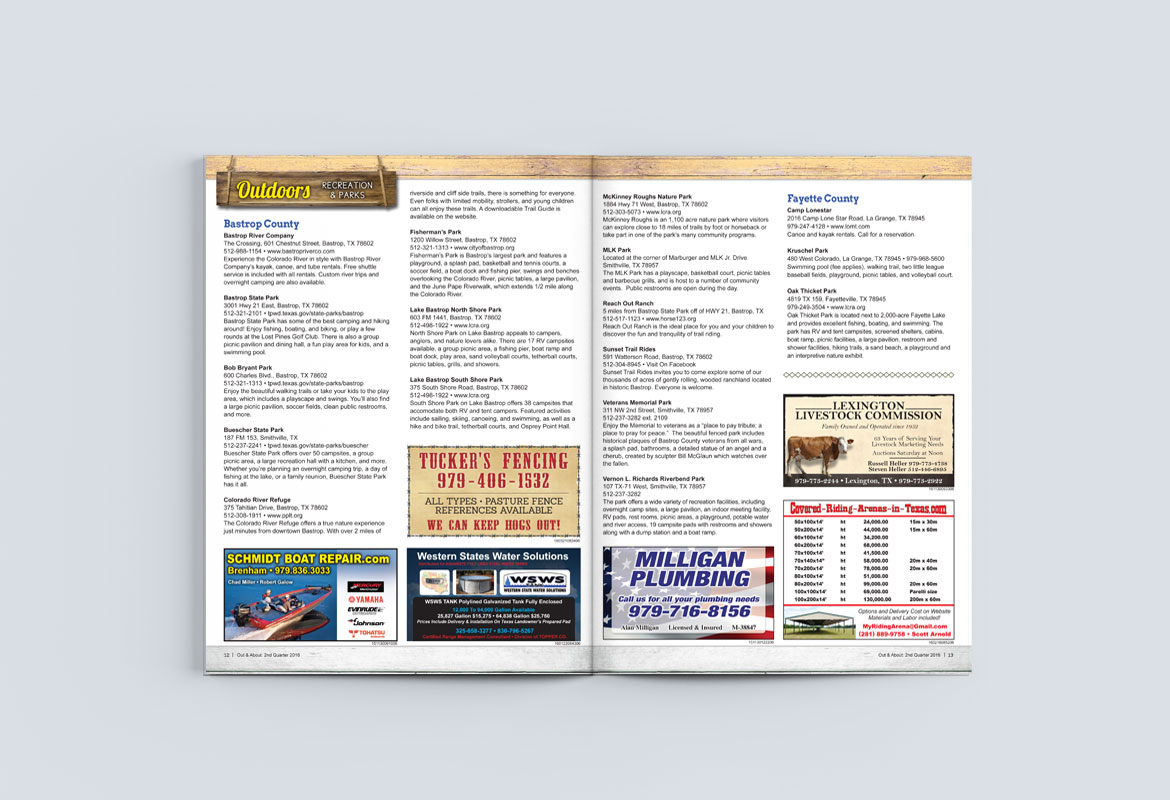 Outdoors
RECREATION
& PARKS
Bastrop County
Bastrop River Company
The Crossing, 601 Chestnut Street, Bastrop, TX 78602
512-988-1154 • www.bastropriverco.com
Experience the Colorado River in style with Bastrop River
Company's kayak, canoe, and tube rentals. Free shuttle
service is included with all rentals. Custom river trips and
overnight camping are also available.
Bastrop State Park
3001 Hwy 21 East, Bastrop, TX 78602
512-321-2101 • tpwd.texas.gov/state-parks/bastrop
Bastrop State Park has some of the best camping and hiking
around! Enjoy fishing, boating, and biking, or play a few
rounds at the Lost Pines Golf Club. There is also a group
picnic pavilion and dining hall, a fun play area for kids, and a
swimming pool.
Bob Bryant Park
600 Charles Blvd., Bastrop, TX 78602
512-321-1313 • tpwd.texas.gov/state-parks/bastrop
Enjoy the beautiful walking trails or take your kids to the play
area, which includes a playscape and swings. You'll also find
a large picnic pavilion, soccer fields, clean public restrooms,
and more.
Buescher State Park
187 FM 153, Smithville, TX
512-237-2241 • tpwd.texas.gov/state-parks/buescher
Buescher State Park offers over 50 campsites, a group
picnic area, a large recreation hall with a kitchen, and more.
Whether you're planning an overnight camping trip, a day of
fishing at the lake, or a family reunion, Buescher State Park
has it all.
Colorado River Refuge
375 Tahitian Drive, Bastrop, TX 78602
512-308-1911 • www.pplt.org
The Colorado River Refuge offers a true nature experience
just minutes from downtown Bastrop. With over 2 miles of
SCHMIDT BOAT REPAIR.com
Brenham • 979.836.3033
Chad Miller • Robert Gatow
MERCURY
YAMAHA
EVINRUDE
Johnson
TOHATSU
12 | Out & About: 2nd Quarter 2016
riverside and cliff side trails, there is something for everyone.
Even folks with limited mobility, strollers, and young children
can all enjoy these trails. A downloadable Trail Guide is
available on the website.
Fisherman's Park
1200 Willow Street, Bastrop, TX 78602
512-321-1313 • www.cityofbastrop.org
Fisherman's Park is Bastrop's largest park and features a
playground, a splash pad, basketball and tennis courts, a
soccer field, a boat dock and fishing pier, swings and benches
overlooking the Colorado River, picnic tables, a large pavilion,
and the June Pape Riverwalk, which extends 1/2 mile along
the Colorado River.
Lake Bastrop North Shore Park
603 FM 1441, Bastrop, TX 78602
512-498-1922 • www.lcra.org
North Shore Park on Lake Bastrop appeals to campers,
anglers, and nature lovers alike. There are 17 RV campsites
available, a group picnic area, a fishing pier, boat ramp and
boat dock, play area, sand volleyball courts, tetherball courts,
picnic tables, grills, and showers.
Lake Bastrop South Shore Park
375 South Shore Road, Bastrop, TX 78602
512-498-1922 • www.lcra.org
South Shore Park on Lake Bastrop offers 38 campsites that
accomodate both RV and tent campers. Featured activities
include sailing, skiing, canoeing, and swimming, as well as a
hike and bike trail, tetherball courts, and Osprey Point Hall.
TUCKER'S FENCING
979-406-1532
ALL TYPES • PASTURE FENCE
REFERENCES AVAILABLE
WE CAN KEEP HOGS OUT!
Western States Water Solutions
WSWS
WESTERN STATES WATER SOLUTIONS
WSWS TANK Polylined Galvanized Tank Fully Enclosed
12,000 To 94,000 Gallon Available
Prices Include Delivery & Installation On Texas Landowner's Prepared Pad
325-658-3277 • 830-796-5267
McKinney Roughs Nature Park
1884 Hwy 71 West, Bastrop, TX 78602
512-303-5073 • www.lcra.org
McKinney Roughs is an 1,100 acre nature park where visitors
can explore close to 18 miles of trails by foot or horseback or
take part in one of the park's many community programs.
MLK Park
Located at the corner of Marburger and MLK Jr. Drive
Smithville, TX 78957
The MLK Park has a playscape, basketball court, picnic tables
and barbecue grills, and is host to a number of community
events. Public restrooms are open during the day.
Reach Out Ranch
5 miles from Bastrop State Park off of HWY 21, Bastrop, TX
512-517-1123 • www.horse123.org
Reach Out Ranch is the ideal place for you and your children to
discover the fun and tranquility of trail riding.
Sunset Trail Rides
591 Watterson Road, Bastrop, TX 78602
512-304-8945 • Visit On Facebook
Sunset Trail Rides invites you to come explore some of our
thousands of acres of gently rolling, wooded ranchland located
in historic Bastrop. Everyone is welcome.
Veterans Memorial Park
311 NW 2nd Street, Smithville, TX 78957
512-237-3282 ext. 2109
Enjoy the Memorial to veterans as a "place to pay tribute; a
place to pray for peace." The beautiful fenced park includes
historical plaques of Bastrop County veterans from all wars,
a splash pad, bathrooms, a detailed statue of an angel and a
cherub, created by sculptor Bill McGlaun which watches over
the fallen.
Vernon L. Richards Riverbend Park
107 TX-71 West, Smithville, TX 78957
512-237-3282
The park offers a wide variety of recreation facilities, including
overnight camp sites, a large pavilion, an indoor meeting facility,
RV pads, rest rooms, picnic areas, a playground, potable water
and river access, 19 campsite pads with restrooms and showers
along with a dump station and a boat ramp.
MILLIGAN
PLUMBING
Call us for all your plumbing needs
979-716-8156
Alan Milligan Licensed & Insured M-38847
Fayette County
Camp Lonestar
2016 Camp Lone Star Road, La Grange, TX 78945
979-247-4128 • www.lomt.com
Canoe and kayak rentals. Call for a reservation.
Kruschel Park
480 West Colorado, La Grange, TX 78945 • 979-968-5600
Swimming pool (fee applies), walking trail, two little league
baseball fields, playground, picnic tables, and volleyball court.
Oak Thicket Park
4819 TX 159, Fayetteville, TX 78945
979-249-3504 • www.lcra.org
Oak Thicket Park is located next to 2,000-acre Fayette Lake
and provides excellent fishing, boating, and swimming. The
park has RV and tent campsites, screened shelters, cabins,
boat ramp, picnic facilities, a large pavilion, restroom and
shower facilities, hiking trails, a sand beach, a playground and
an interpretive nature exhibit.
LEXINGTON
LIVESTOCK COMMISSION
Family Owned and Operated since 1952
63 Years of Serving Your
Livestock Marketing Needs
Auctions Saturday at Noon
Russell Heller 979-773-4738
Steven Heller 512-446-6893
979-773-2244 • Lexington, TX • 979-773-2922
Covered-Riding-Arenas-in-Texas.com
50x100x14' ht 24,000.00 15m x 30m
50x200x14' ht 44,000.00 15m x 60m
60x100x14' ht 34,200.00
60x200x14' ht 68,000.00
70x100x14' ht 41,500.00
70x140x14" ht 58,000.00 20m x 40m
70x200x14' ht 78,000.00 20m x 60m
80x100x14' ht 51,000.00
80x200x14' ht 99,000.00 20m x 60m
100x100x14' ht 69,000.00 Parelli size
100x200x14' ht 130,000.00 200m x 60m
Options and Delivery Cost on Website
Materials and Labor included!
MyRidingArena@Gmail.com
(281) 889-9758 • Scott Arnold
Out & About: 2nd Quarter 2016 | 13